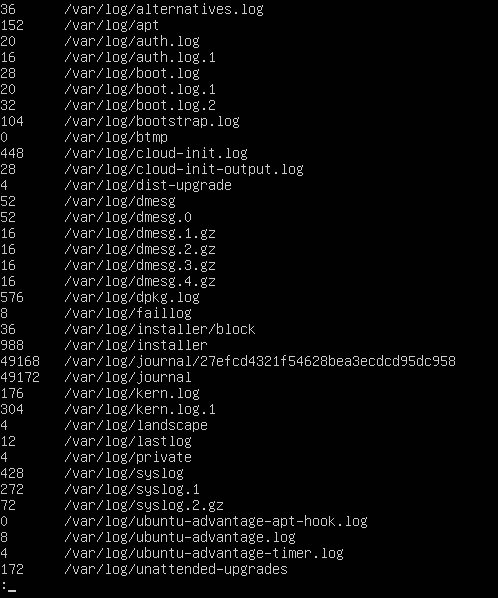 36 /var/log/alternatives.log
152 /var/log/apt
20 /var/log/auth.log
16 /var/log/auth.log.1
28 /var/log/boot.log
20 /var/log/boot.log.1
32 /var/log/boot.log.2
104 /var/log/bootstrap.log
0 /var/log/btmp
448 /var/log/cloud-init.log
28 /var/log/cloud-init-output.log
4 /var/log/dist-upgrade
52 /var/log/dmesg
52 /var/log/dmesg.0
16 /var/log/dmesg.1.gz
16 /var/log/dmesg.2.gz
16 /var/log/dmesg.3.gz
16 /var/log/dmesg.4.gz
576 /var/log/dpkg.log
8 /var/log/faillog
36 /var/log/installer/block
988 /var/log/installer
49168 /var/log/journal/27efcd4321f54628bea3ecdcd95dc958
49172 /var/log/journal
176 /var/log/kern.log
304 /var/log/kern.log.1
4 /var/log/landscape
12 /var/log/lastlog
4 /var/log/private
428 /var/log/syslog
272 /var/log/syslog.1
72 /var/log/syslog.2.gz
0 /var/log/ubuntu-advantage-apt-hook.log
8 /var/log/ubuntu-advantage.log
4 /var/log/ubuntu-advantage-timer.log
172 /var/log/unattended-upgrades
:_